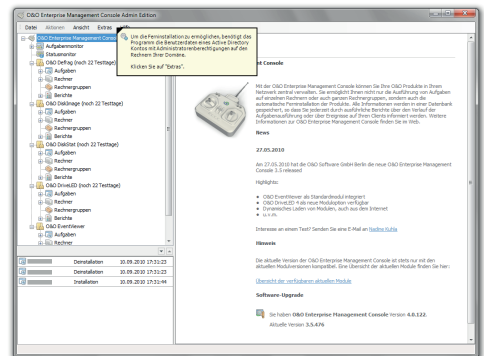 O&O Enterprise Management Console Admin Edition
Datei Aktionen Ansicht Extras
O&O Enterprise Management Console
Aufgabenmonitor
Statusmonitor
O&O Defrag (noch 22 Testtage)
Aufgaben
Rechner
Rechnergruppen
Berichte
O&O DiskImage (noch 22 Testtage)
Aufgaben
Rechner
Rechnergruppen
Berichte
O&O DiskStat (noch 22 Testtage)
Aufgaben
Rechner
Rechnergruppen
Berichte
O&O DriveLED (noch 22 Testtage)
Aufgaben
Rechner
Rechnergruppen
Berichte
O&O EventViewer
Aufgaben
Rechner
Deinstallation 10.09.2010 17:31:23
Deinstallation 10.09.2010 17:31:23
Installation 10.09.2010 17:31:44
Um die Ferninstallation zu ermöglichen, benötigt das
Programm die Benutzerdaten eines Active Directory
Kontos mit Administratorenberechtigung auf den
Rechnern Ihrer Domäne.
Klicken Sie auf "Extras".
nt Console
Mit der O&O Enterprise Management Console können Sie Ihre O&O Produkte in Ihrem
Netzwerk zentral verwalten. Sie ermöglicht Ihnen nicht nur die Ausführung von Aufgaben
auf einzelnen Rechnern oder auch ganzen Rechnergruppen, sondern auch die
automatische Ferninstallation der Produkte. Alle Informationen werden in einer Datenbank
gespeichert, so dass Sie jederzeit durch ausführliche Berichte über den Verlauf der
Aufgabenausführung oder über Ereignisse auf Ihren Clients informiert werden. Weitere
Informationen zur O&O Enterprise Management Console finden Sie im Web.
News
27.05.2010
Am 27.05.2010 hat die O&O Software GmbH Berlin die neue O&O Enterprise Management
Console 3.5 released
Highlights:
O&O EventViewer als Standardmodul integriert
O&O DriveLED 4 als neue Moduloption verfügbar
Dynamisches Laden von Modulen, auch aus dem Internet
u.v.m.
Interesse an einem Test? Senden Sie eine E-Mail an Nadine Kuhla
Hinweis
Die aktuelle Version der O&O Enterprise Management Console ist stets nur mit den
aktuellen Modulversionen kompatibel. Eine Übersicht der aktuellen Module finden Sie hier:
Übersicht der verfügbaren aktuellen Module
Software-Upgrade
Sie haben O&O Enterprise Management Console Version 4.0.122.
Aktuelle Version 3.5.476